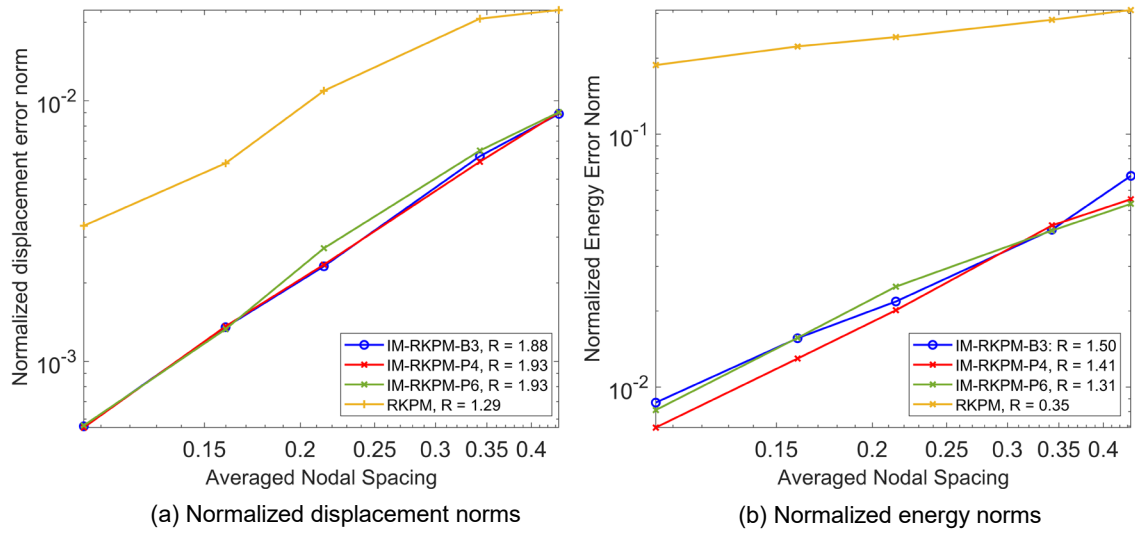 Normalized displacement error norm
10-2
10-3
IM-RKPM-B3, R = 1.88
IM-RKPM-P4, R = 1.93
IM-RKPM-P6, R = 1.93
RKPM, R = 1.29
0.15 0.2 0.25 0.3 0.35 0.4
Averaged Nodal Spacing
(a) Normalized displacement norms
Normalized Energy Error Norm
10-1
10-2
IM-RKPM-B3: R = 1.50
IM-RKPM-P4, R = 1.41
IM-RKPM-P6, R = 1.31
RKPM, R = 0.35
0.15 0.2 0.25 0.3 0.35 0.4
Averaged Nodal Spacing
(b) Normalized energy norms